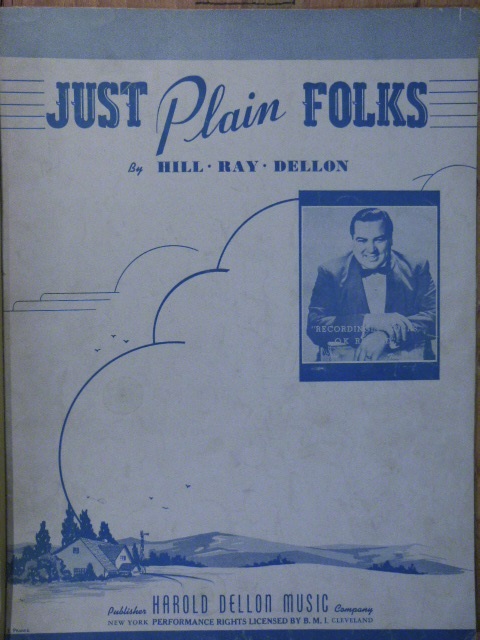 JUST Plain FOLKS
By HILL · RAY · DELLON
"RECORDING
OK
Publisher HAROLD DELLON MUSIC Company
NEW YORK PERFORMANCE RIGHTS LICENSED BY B. M. I. CLEVELAND